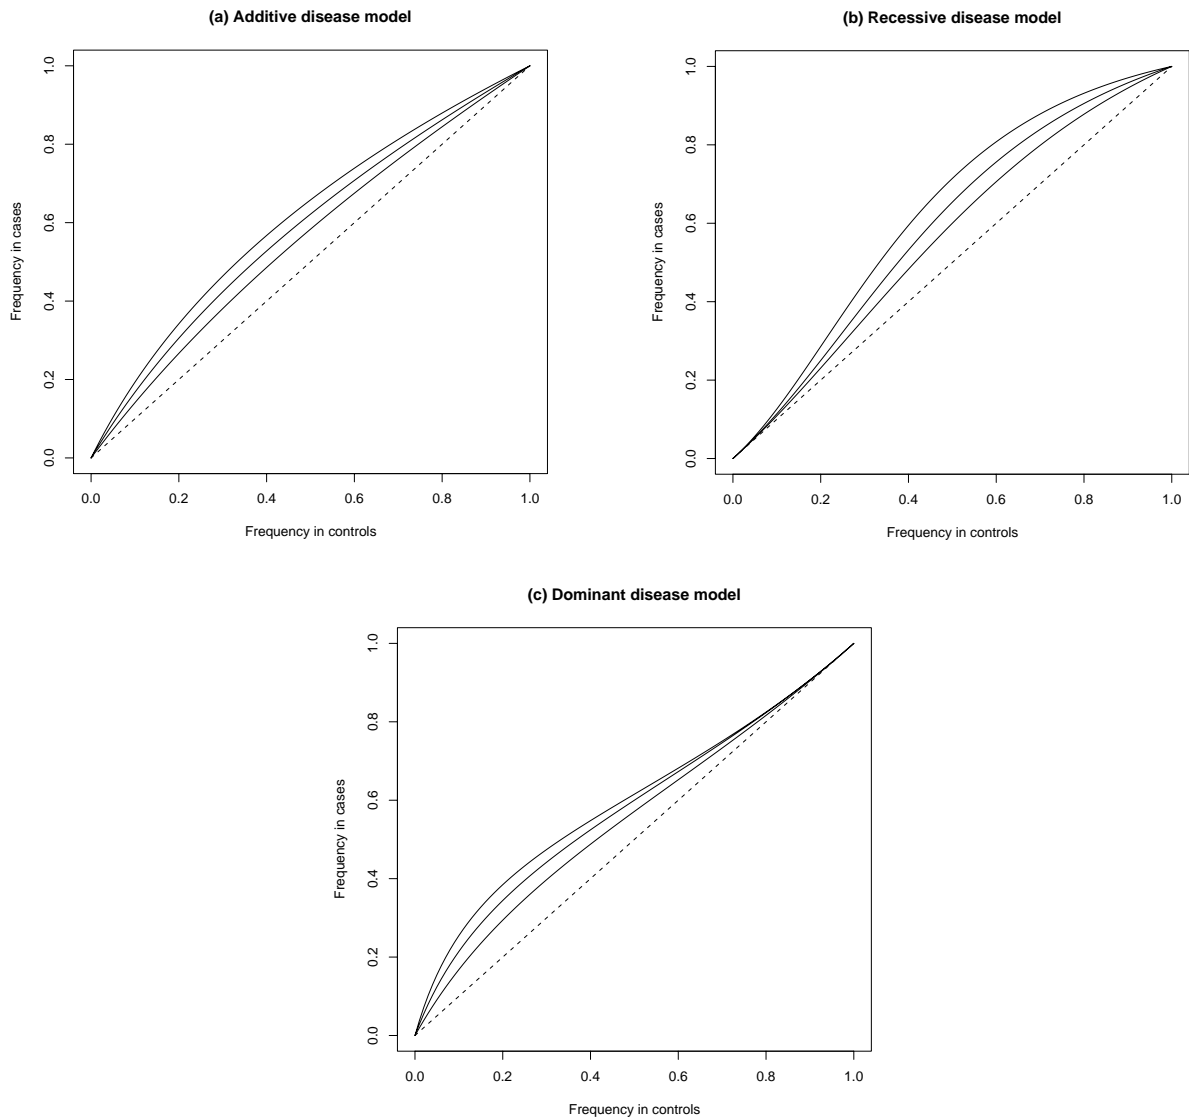 (a) Additive disease model
1.0
0.8
0.6
0.4
0.2
0.0
Frequency in cases
0.0 0.2 0.4 0.6 0.8 1.0
Frequency in controls
(b) Recessive disease model
1.0
0.8
0.6
0.4
0.2
0.0
Frequency in cases
0.0 0.2 0.4 0.6 0.8 1.0
Frequency in controls
(c) Dominant disease model
1.0
0.8
0.6
0.4
0.2
0.0
Frequency in cases
0.0 0.2 0.4 0.6 0.8 1.0
Frequency in controls